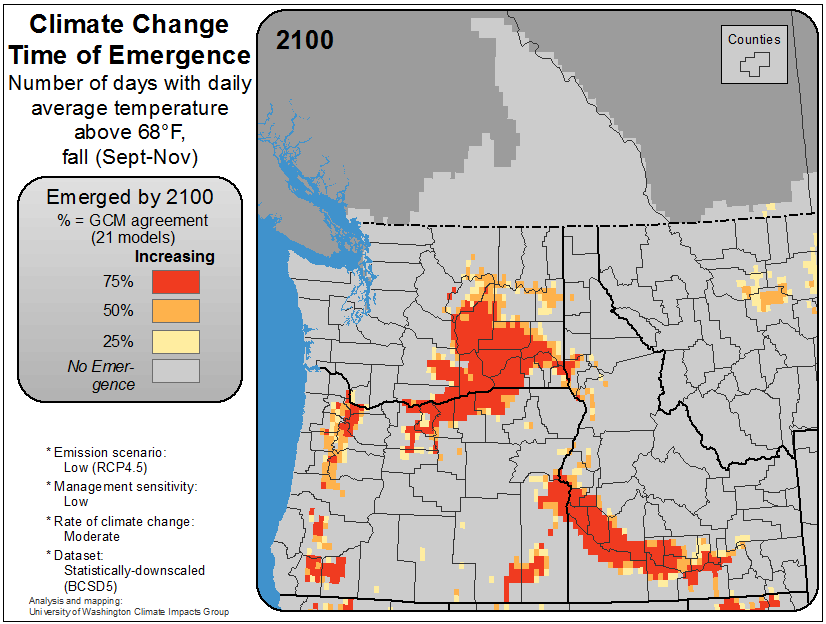 Climate Change
Time of Emergence
Number of days with daily
average temperature
above 68°F,
fall (Sept-Nov)
Emerged by 2100
% = GCM agreement
(21 models)
Increasing
75%
50%
25%
No Emer-
gence
* Emission scenario:
Low (RCP4.5)
* Management sensitivity:
Low
* Rate of climate change:
Moderate
* Dataset:
Statistically-downscaled
(BCSD5)
Analysis and mapping:
University of Washington Climate Impacts Group
2100
Counties